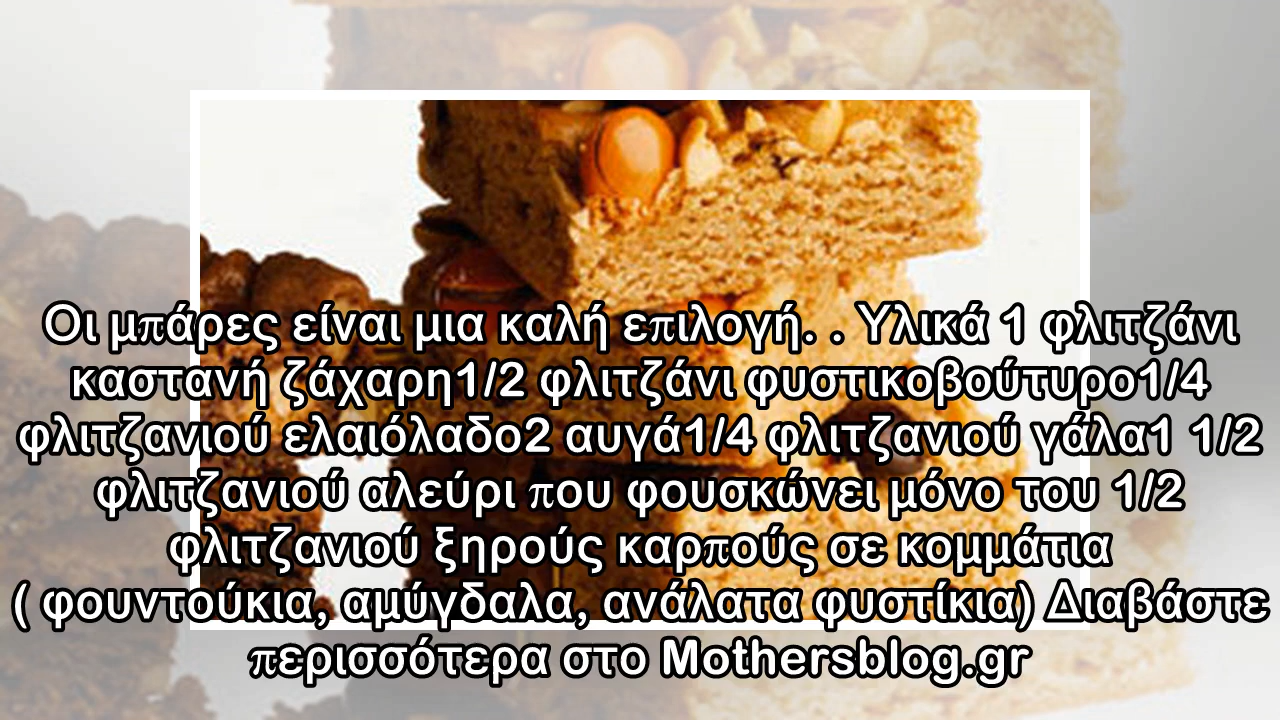 Οι μπάρες είναι μια καλή επιλογή. . Υλικά 1 φλιτζάνι
καστανή ζάχαρη1/2 φλιτζάνι φυστικοβούτυρο1/4
φλιτζανιού ελαιόλαδο2 αυγά1/4 φλιτζανιού γάλα1 1/2
φλιτζανιού αλεύρι που φουσκώνει μόνο του 1/2
φλιτζανιού ξηρούς καρπούς σε κομμάτια
( φουντούκια, αμύγδαλα, ανάλατα φυστίκια) Διαβάστε
περισσότερα στο Mothersblog.gr